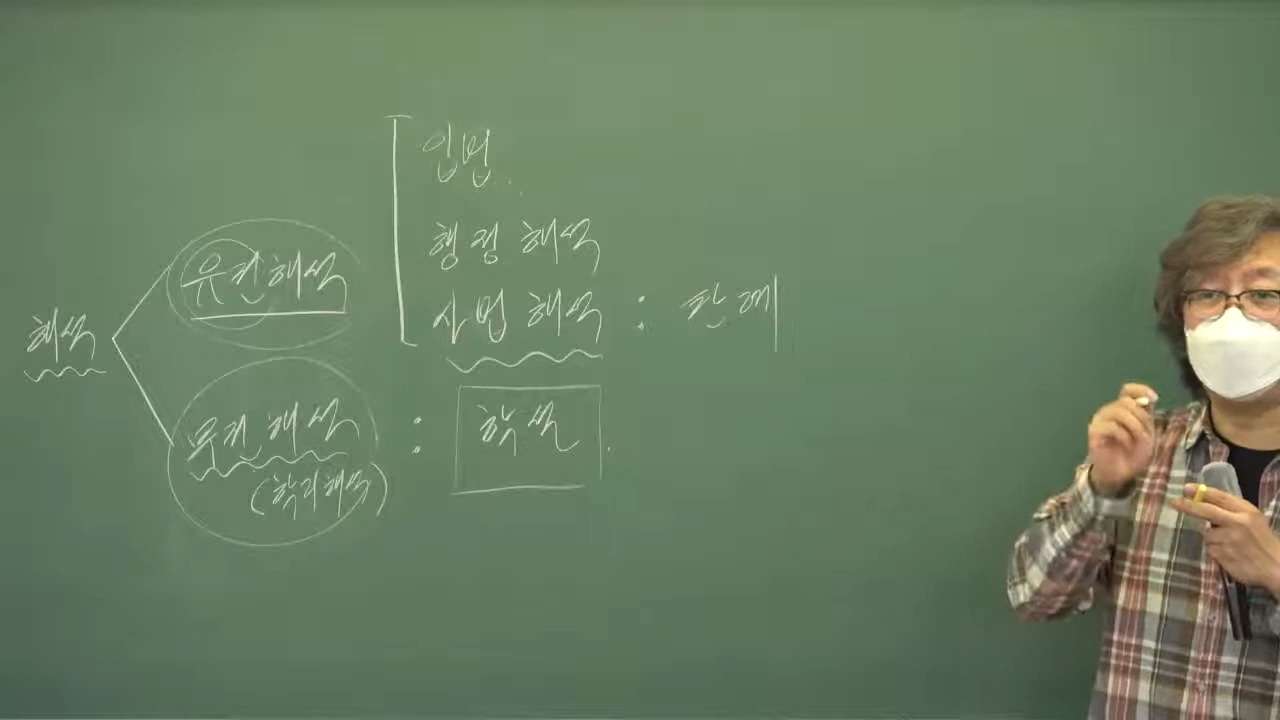 입법 〃
행정 해석
유권해석
사법 해석 : 판례
해석
무권 해석 : 학설
(학리해석)